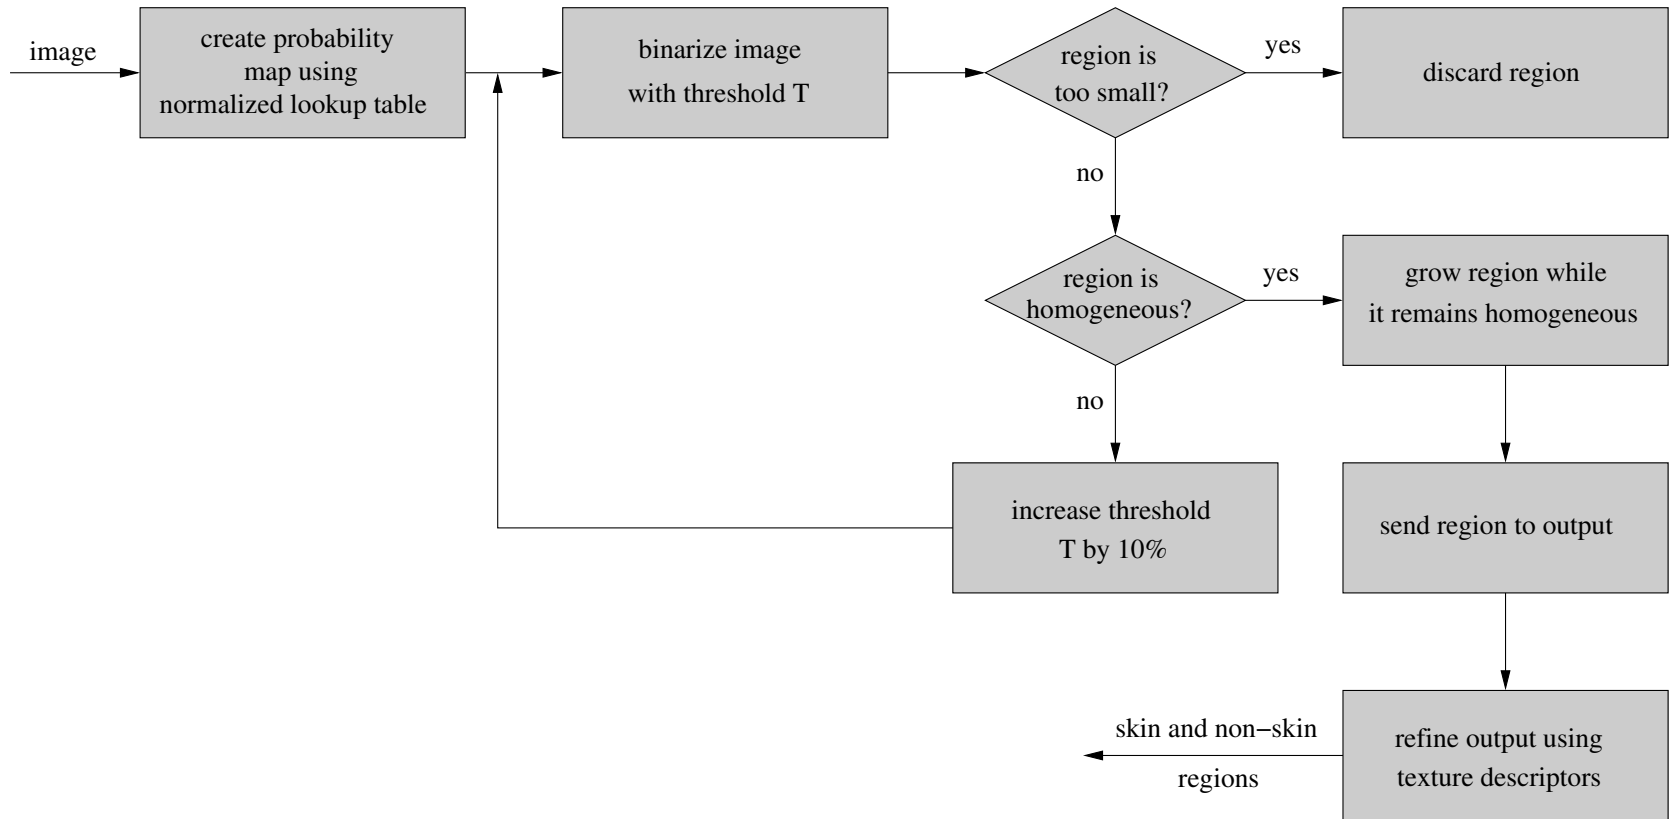 image
create probability
map using
normalized lookup table
binarize image
with threshold T
region is
too small?
yes
discard region
no
region is
homogeneous?
yes
grow region while
it remains homogeneous
no
increase threshold
T by 10%
send region to output
skin and non−skin
regions
refine output using
texture descriptors